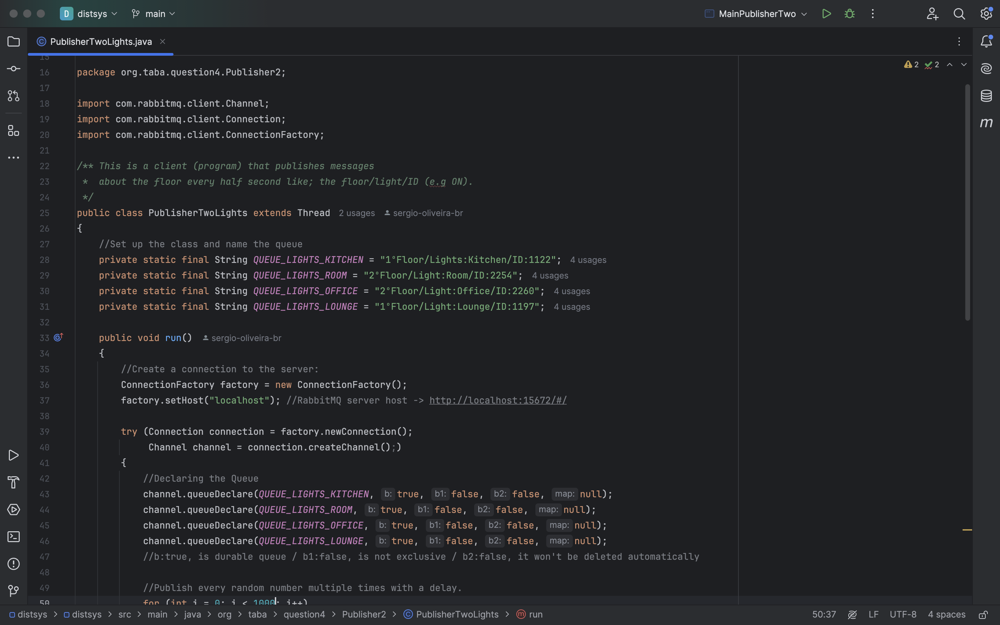 D distsys main MainPublisherTwo
PublisherTwoLights.java
15
2 2
16 package org.taba.question4.Publisher2;
17
18 import com.rabbitmq.client.Channel;
19 import com.rabbitmq.client.Connection;
20 import com.rabbitmq.client.ConnectionFactory;
21
22 /** This is a client (program) that publishes messages
23 * about the floor every half second like; the floor/light/ID (e.g ON).
24 */
25 public class PublisherTwoLights extends Thread 2 usages sergio-oliveira-br
26 {
27 //Set up the class and name the queue
28 private static final String QUEUE_LIGHTS_KITCHEN = "1°Floor/Lights:Kitchen/ID:1122"; 4 usages
29 private static final String QUEUE_LIGHTS_ROOM = "2°Floor/Light:Room/ID:2254"; 4 usages
30 private static final String QUEUE_LIGHTS_OFFICE = "2°Floor/Light:Office/ID:2260"; 4 usages
31 private static final String QUEUE_LIGHTS_LOUNGE = "1°Floor/Light:Lounge/ID:1197"; 4 usages
32
33 public void run() sergio-oliveira-br
34 {
35 //Create a connection to the server:
36 ConnectionFactory factory = new ConnectionFactory();
37 factory.setHost("localhost"); //RabbitMQ server host -> http://localhost:15672/#/
38
39 try (Connection connection = factory.newConnection();
40 Channel channel = connection.createChannel();)
41 {
42 //Declaring the Queue
43 channel.queueDeclare(QUEUE_LIGHTS_KITCHEN, b: true, b1: false, b2: false, map: null);
44 channel.queueDeclare(QUEUE_LIGHTS_ROOM, b: true, b1: false, b2: false, map: null);
45 channel.queueDeclare(QUEUE_LIGHTS_OFFICE, b: true, b1: false, b2: false, map: null);
46 channel.queueDeclare(QUEUE_LIGHTS_LOUNGE, b: true, b1: false, b2: false, map: null);
47 //b:true, is durable queue / b1:false, is not exclusive / b2:false, it won't be deleted automatically
48
49 //Publish every random number multiple times with a delay.
50 for (int i = 0; i < 1000; i++)
distsys > distsys > src > main > java > org > taba > question4 > Publisher2 > PublisherTwoLights > run 50:37 LF UTF-8 4 spaces